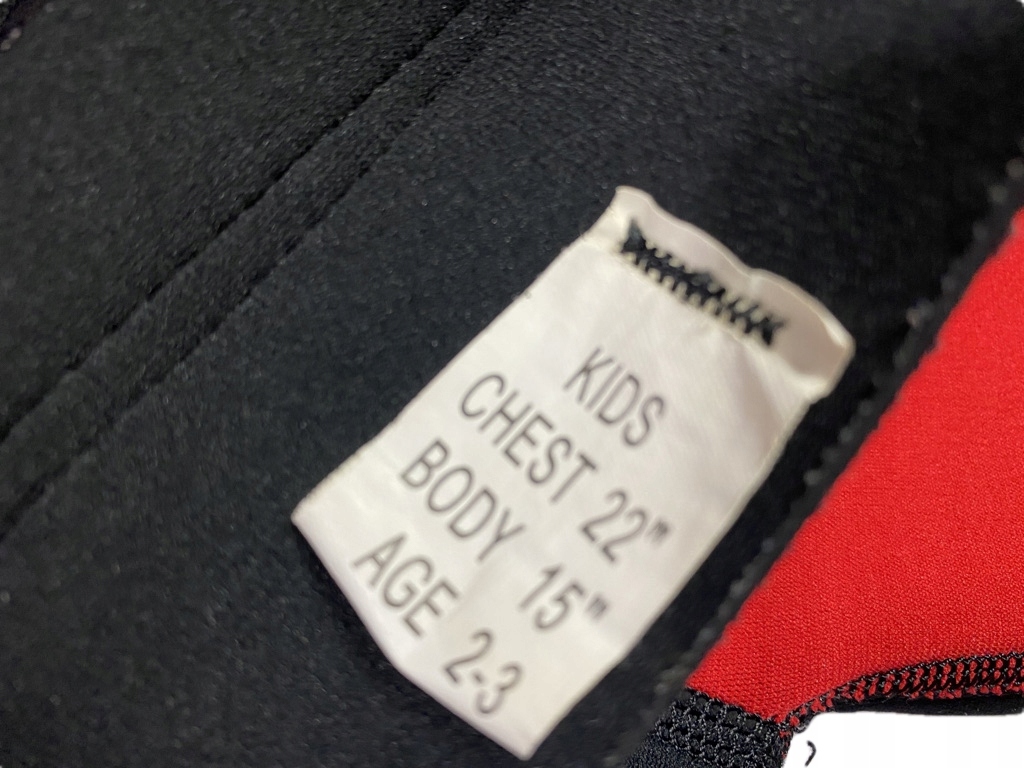 KIDS
CHEST 22"
BODY 15"
AGE 2-3